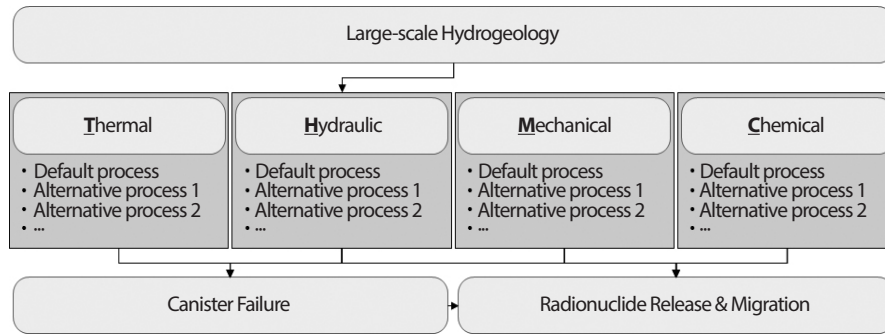 Large-scale Hydrogeology
Thermal
• Default process
• Alternative process 1
• Alternative process 2
• ...
Hydraulic
• Default process
• Alternative process 1
• Alternative process 2
• ...
Mechanical
• Default process
• Alternative process 1
• Alternative process 2
• ...
Chemical
• Default process
• Alternative process 1
• Alternative process 2
• ...
Canister Failure
Radionuclide Release & Migration